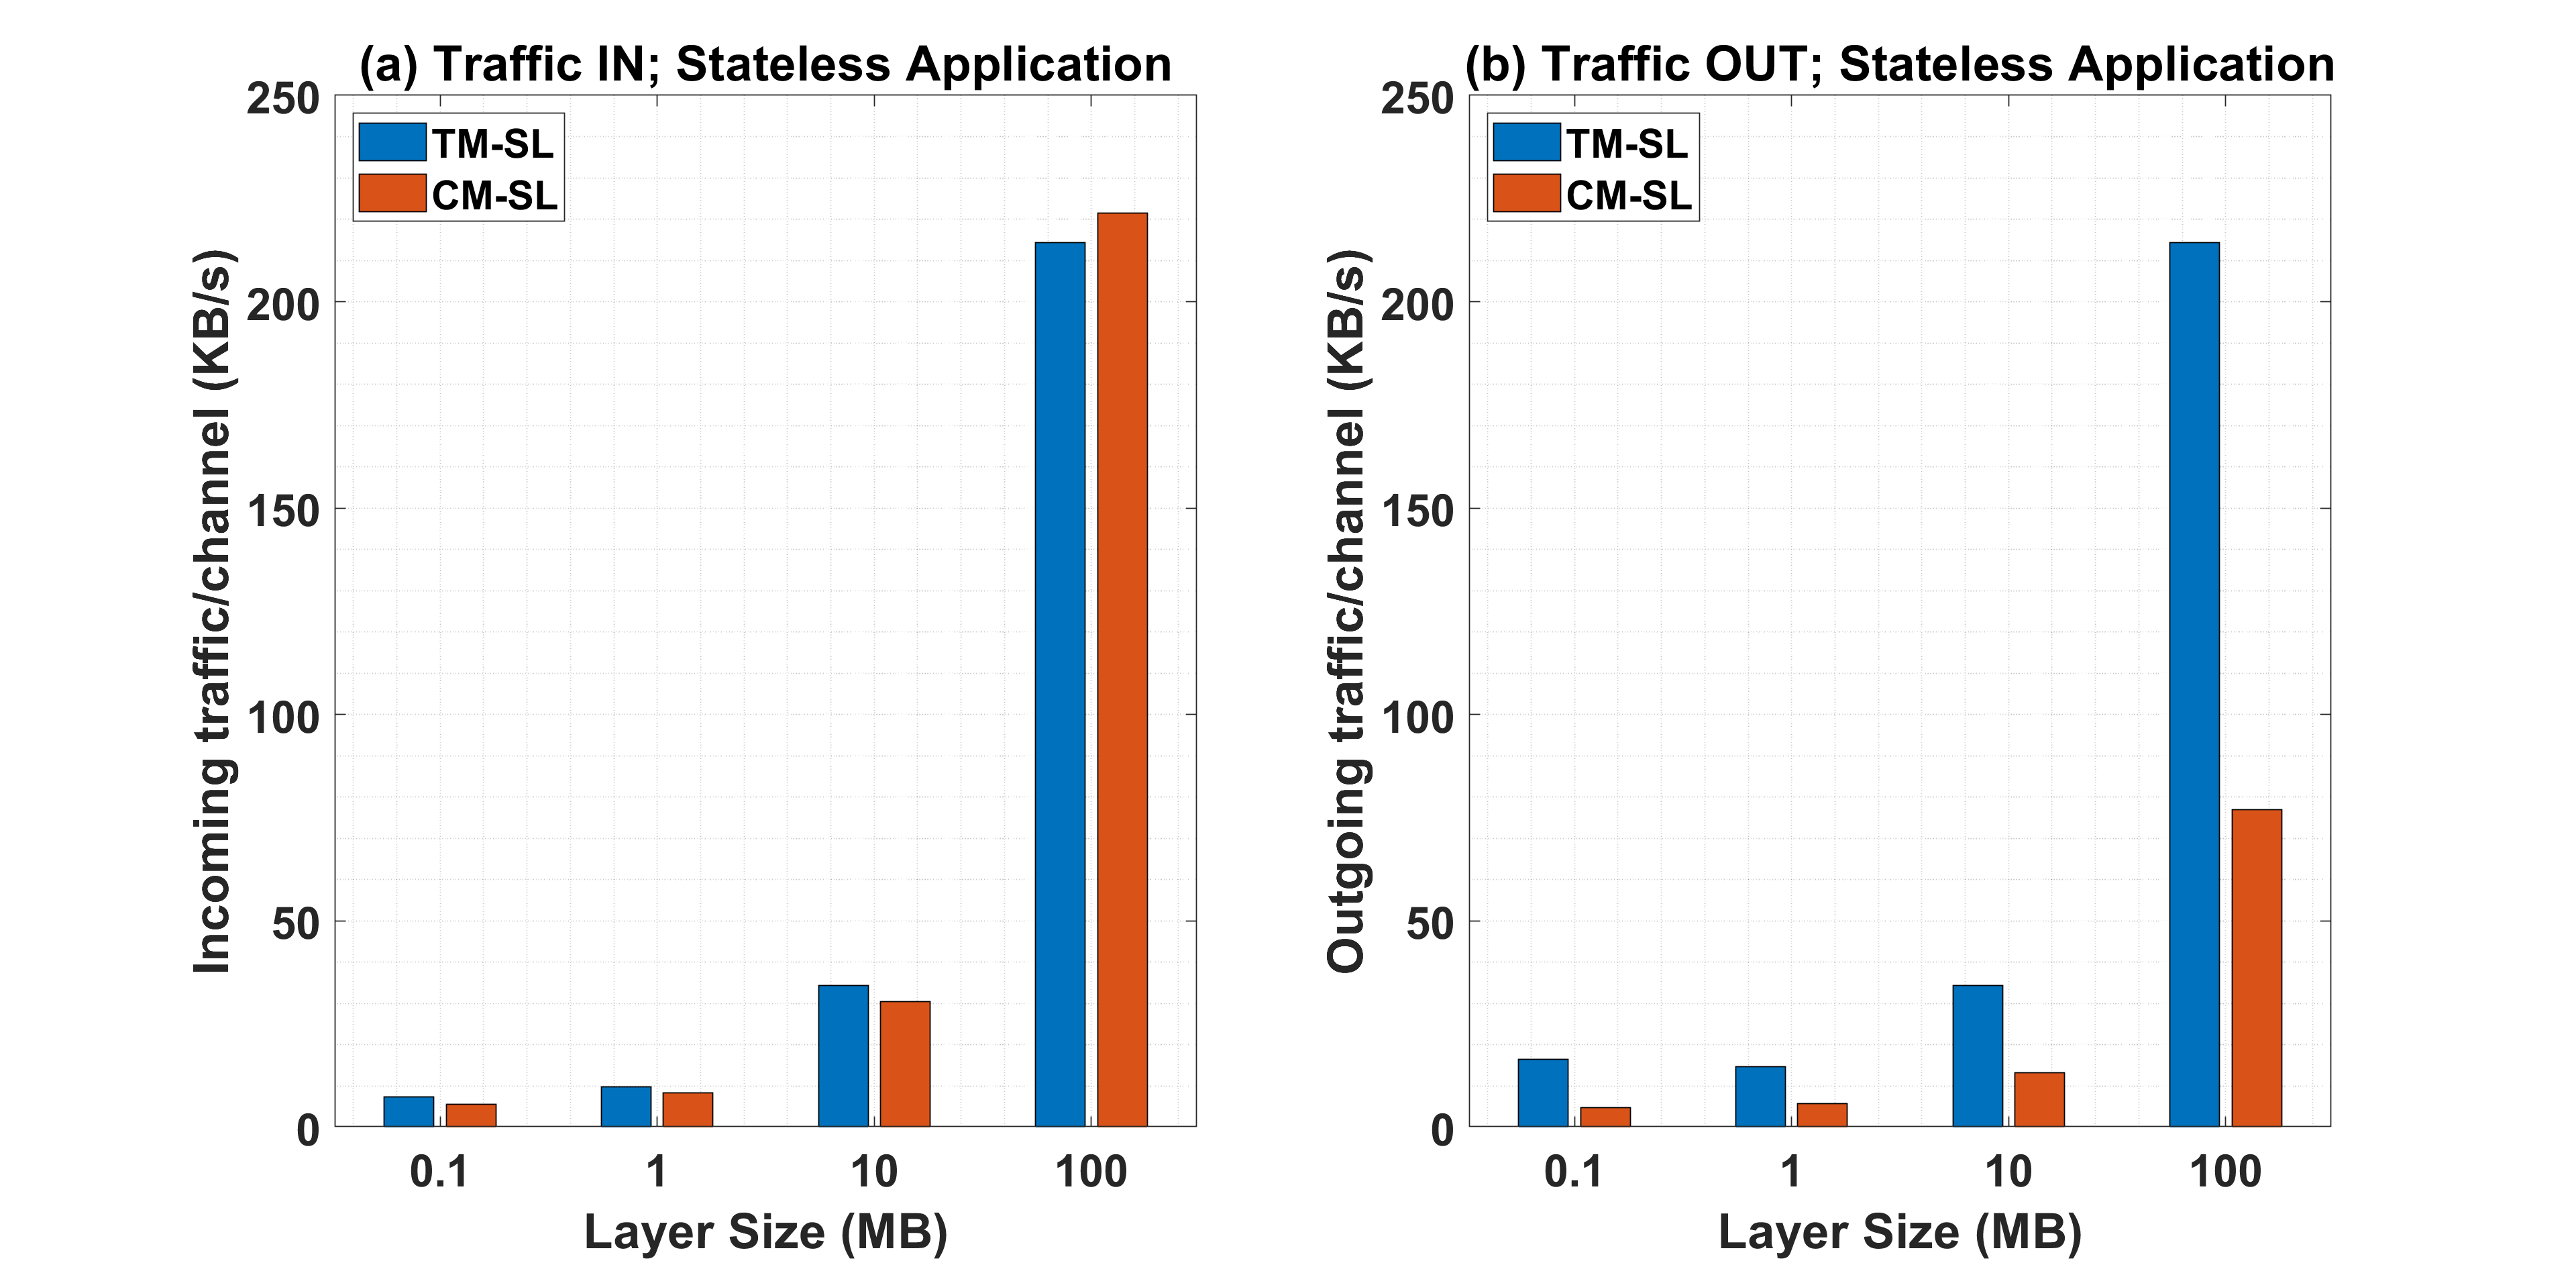 (a) Traffic IN; Stateless Application
250
200
150
100
50
0
Incoming traffic/channel (KB/s)
TM-SL
CM-SL
0.1 1 10 100
Layer Size (MB)
(b) Traffic OUT; Stateless Application
250
200
150
100
50
0
Outgoing traffic/channel (KB/s)
TM-SL
CM-SL
0.1 1 10 100
Layer Size (MB)